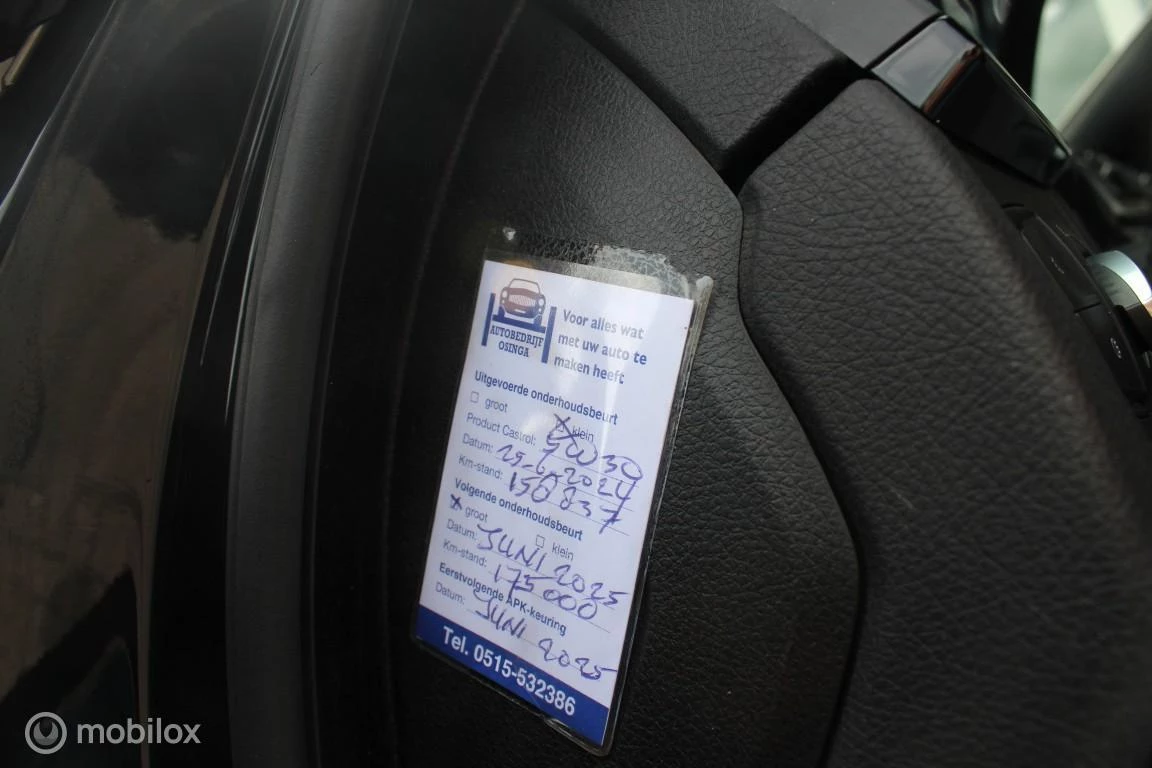 AUTOBEDRIJF
OSINGA
Voor alles wat
met uw auto te
maken heeft
Uitgevoerde onderhoudsbeurt
☐ groot ☒ klein
Product Castrol: 5W30
Datum: 25-6-2024
Km-stand: 150237
Volgende onderhoudsbeurt
☒ groot ☐ klein
Datum: JUNI 2025
Km-stand: 175000
Eerstvolgende APK-keuring
Datum: JUNI 2025
Tel. 0515-532386
mobilox